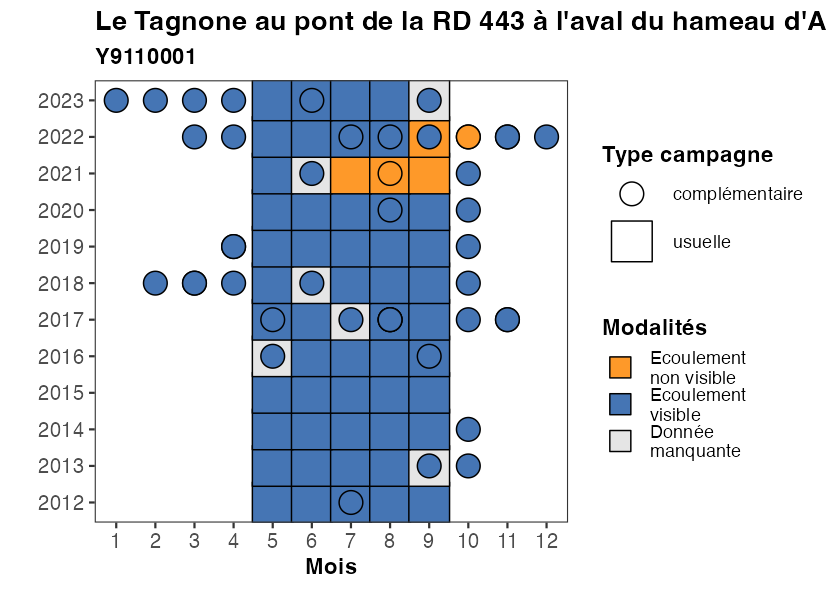 Le Tagnone au pont de la RD 443 à l'aval du hameau d'A
Y9110001
2023
2022
2021
2020
2019
2018
2017
2016
2015
2014
2013
2012
1 2 3 4 5 6 7 8 9 10 11 12
Mois
Type campagne
complémentaire
usuelle
Modalités
Ecoulement
non visible
Ecoulement
visible
Donnée
manquante